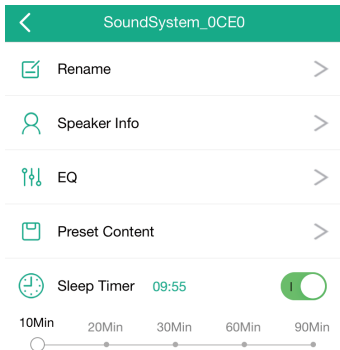 SoundSystem_0CE0
Rename
Speaker Info
EQ
Preset Content
Sleep Timer 09:55
10Min 20Min 30Min 60Min 90Min